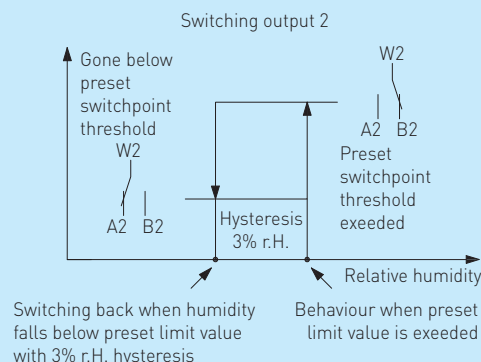 Switching output 2
Gone below
preset
switchpoint
threshold
W2
A2 B2
W2
A2 B2
Preset
switchpoint
threshold
exeeded
Hysteresis
3% r.H.
Relative humidity
Switching back when humidity
falls below preset limit value
with 3% r.H. hysteresis
Behaviour when preset
limit value is exceeded